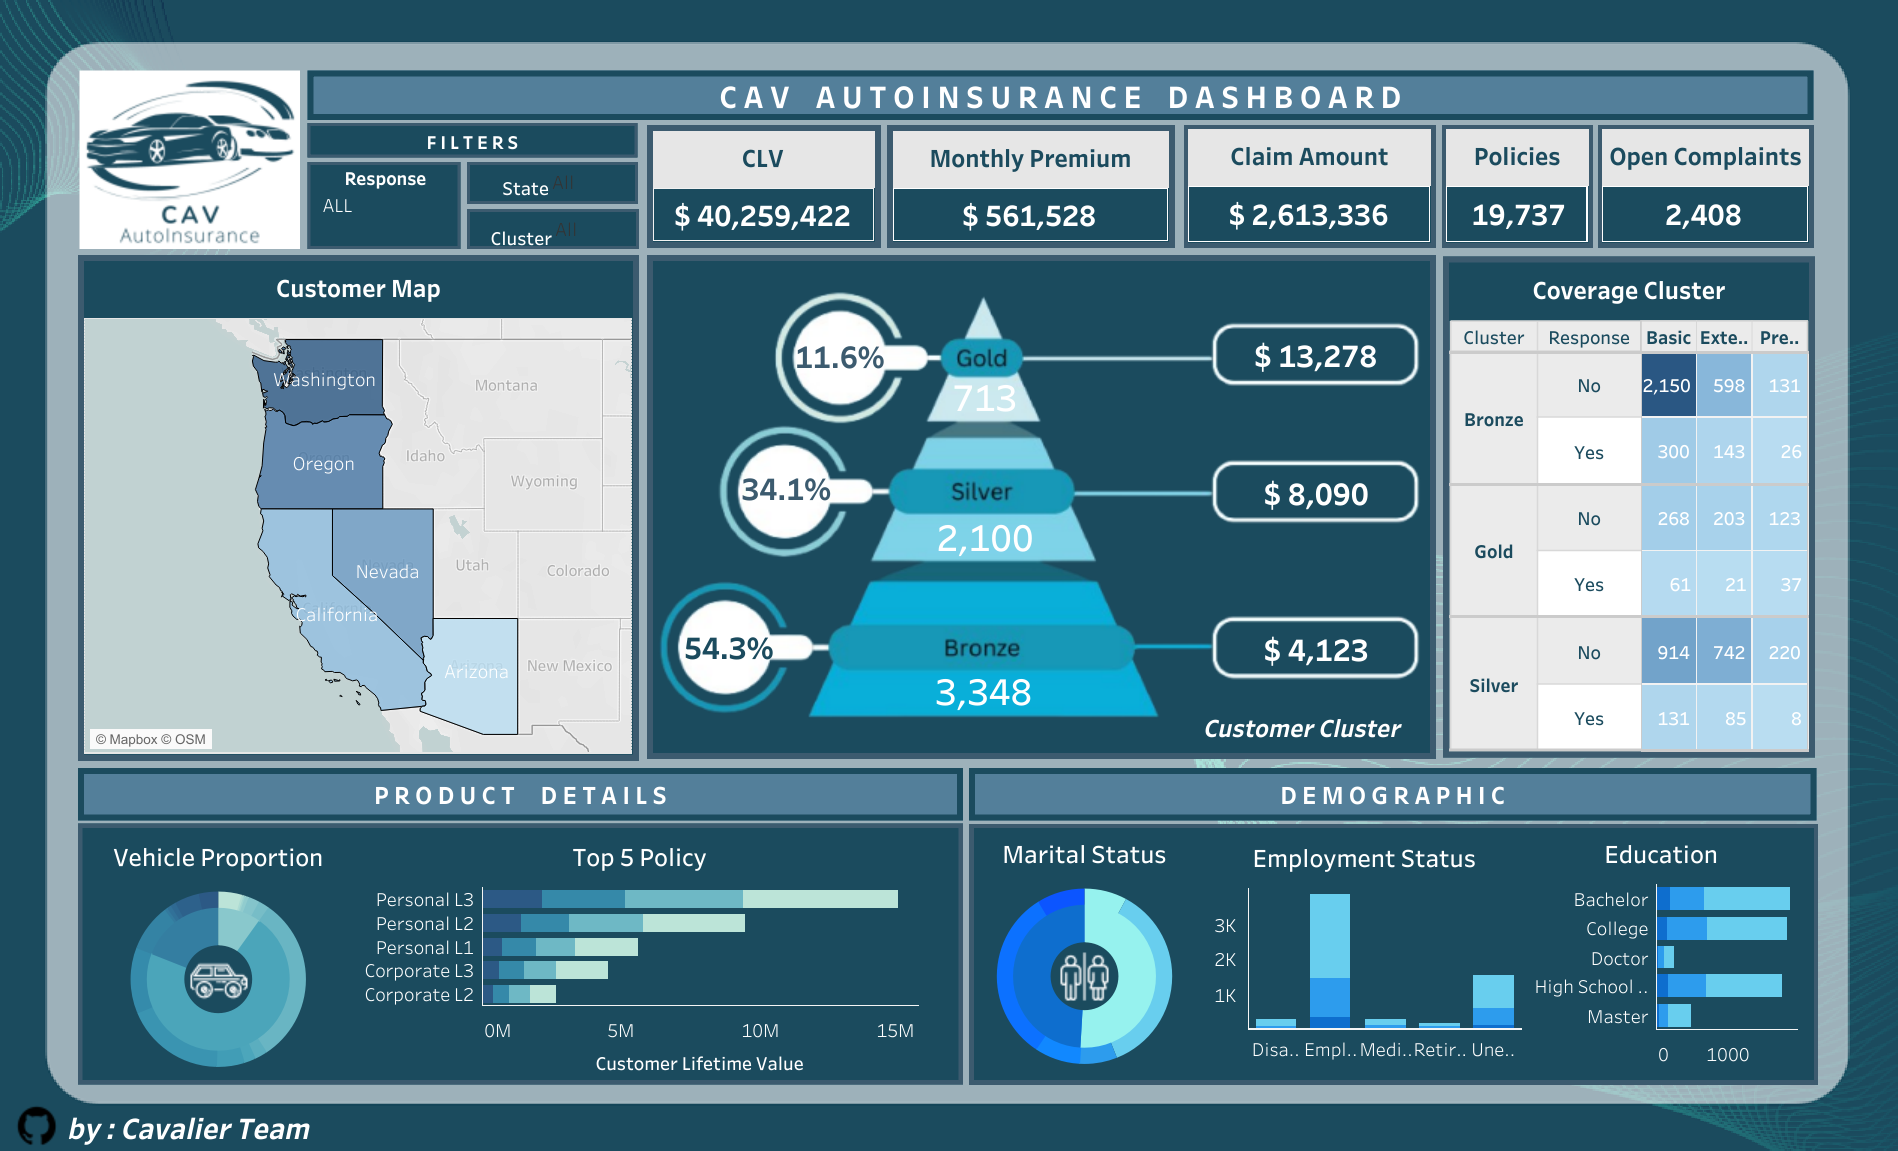 CAV AUTOINSURANCE DASHBOARD
CAV
AutoInsurance
FILTERS
Response
ALL
State All
Cluster All
CLV
$ 40,259,422
Monthly Premium
$ 561,528
Claim Amount
$ 2,613,336
Policies
19,737
Open Complaints
2,408
Customer Map
Washington
Montana
Oregon
Idaho
Wyoming
Nevada
Utah
Colorado
California
Arizona
New Mexico
© Mapbox © OSM
11.6%
Gold
713
$ 13,278
34.1%
Silver
2,100
$ 8,090
54.3%
Bronze
3,348
$ 4,123
Customer Cluster
Coverage Cluster
Cluster Response Basic Exte.. Pre..
Bronze
No 2,150 598 131
Yes 300 143 26
Gold
No 268 203 123
Yes 61 21 37
Silver
No 914 742 220
Yes 131 85 8
PRODUCT DETAILS
Vehicle Proportion
Top 5 Policy
Personal L3
Personal L2
Personal L1
Corporate L3
Corporate L2
0M 5M 10M 15M
Customer Lifetime Value
DEMOGRAPHIC
Marital Status
Employment Status
3K
2K
1K
Disa.. Empl.. Medi.. Retir.. Une..
Education
Bachelor
College
Doctor
High School ..
Master
0 1000
by : Cavalier Team